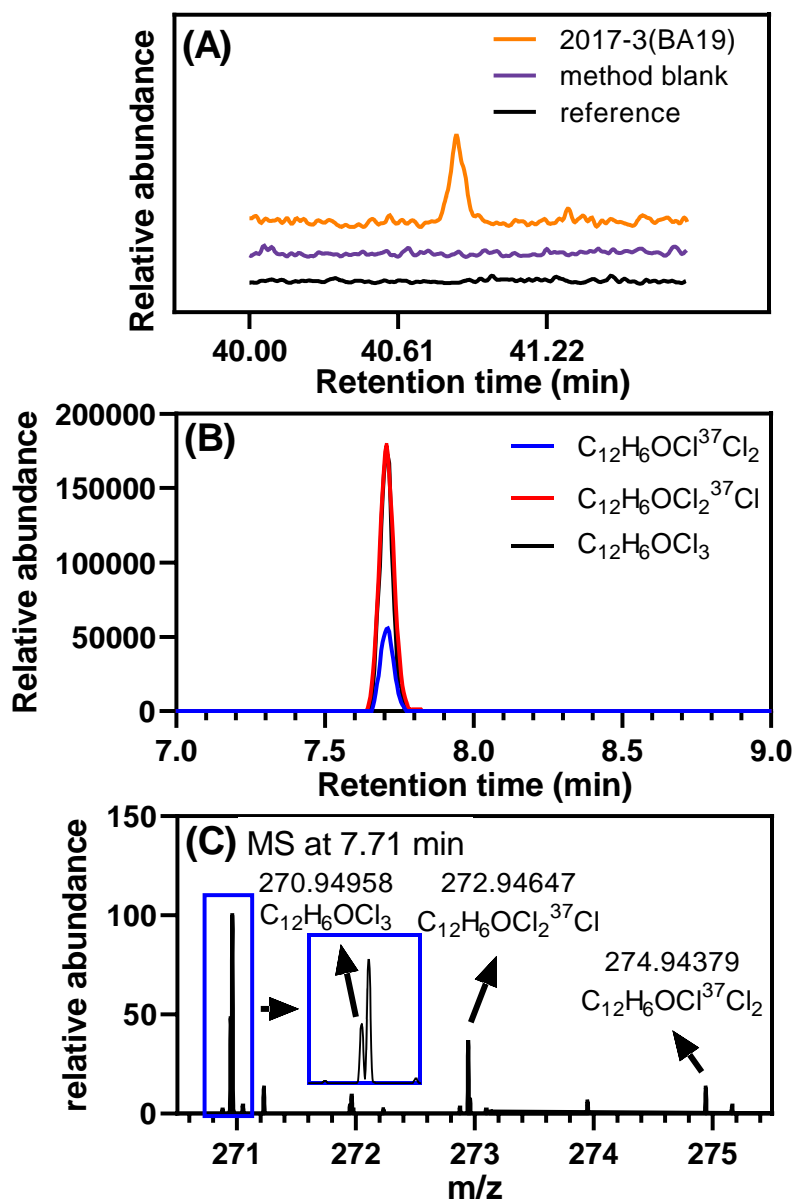 (A)
2017-3(BA19)
method blank
reference
Relative abundance
40.00 40.61 41.22
Retention time (min)
(B)
C₁₂H₆OCl³⁷Cl₂
C₁₂H₆OCl₂³⁷Cl
C₁₂H₆OCl₃
Relative abundance
200000
150000
100000
50000
0
7.0 7.5 8.0 8.5 9.0
Retention time (min)
(C) MS at 7.71 min
270.94958
C₁₂H₆OCl₃
272.94647
C₁₂H₆OCl₂³⁷Cl
274.94379
C₁₂H₆OCl³⁷Cl₂
relative abundance
150
100
50
0
271 272 273 274 275
m/z